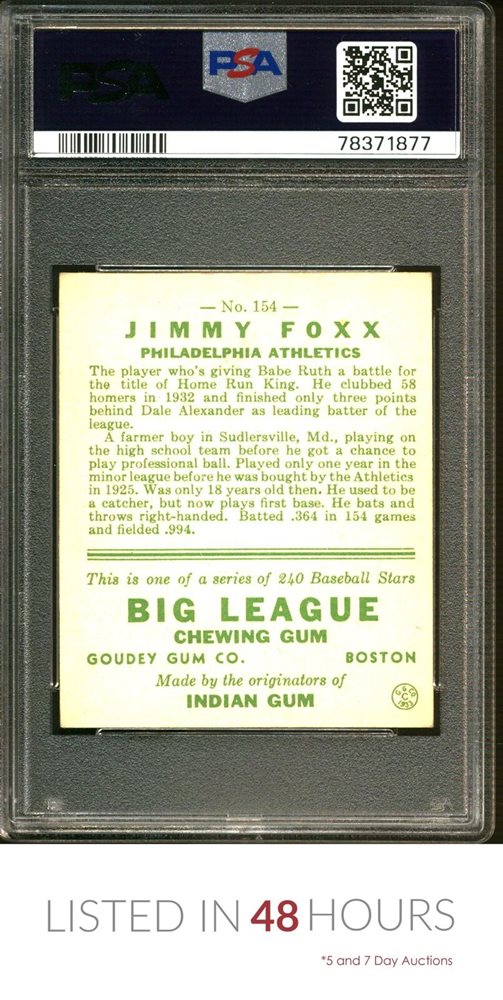 PSA
PSA
78371877
— No. 154 —
JIMMY FOXX
PHILADELPHIA ATHLETICS
The player who's giving Babe Ruth a battle for
the title of Home Run King. He clubbed 58
homers in 1932 and finished only three points
behind Dale Alexander as leading batter of the
league.
A farmer boy in Sudlersville, Md., playing on
the high school team before he got a chance to
play professional ball. Played only one year in the
minor league before he was bought by the Athletics
in 1925. Was only 18 years old then. He used to be
a catcher, but now plays first base. He bats and
throws right-handed. Batted .364 in 154 games
and fielded .994.
This is one of a series of 240 Baseball Stars
BIG LEAGUE
CHEWING GUM
GOUDEY GUM CO. BOSTON
Made by the originators of
INDIAN GUM
G.G.CO.
C
1933
PSA
LISTED IN 48 HOURS
*5 and 7 Day Auctions